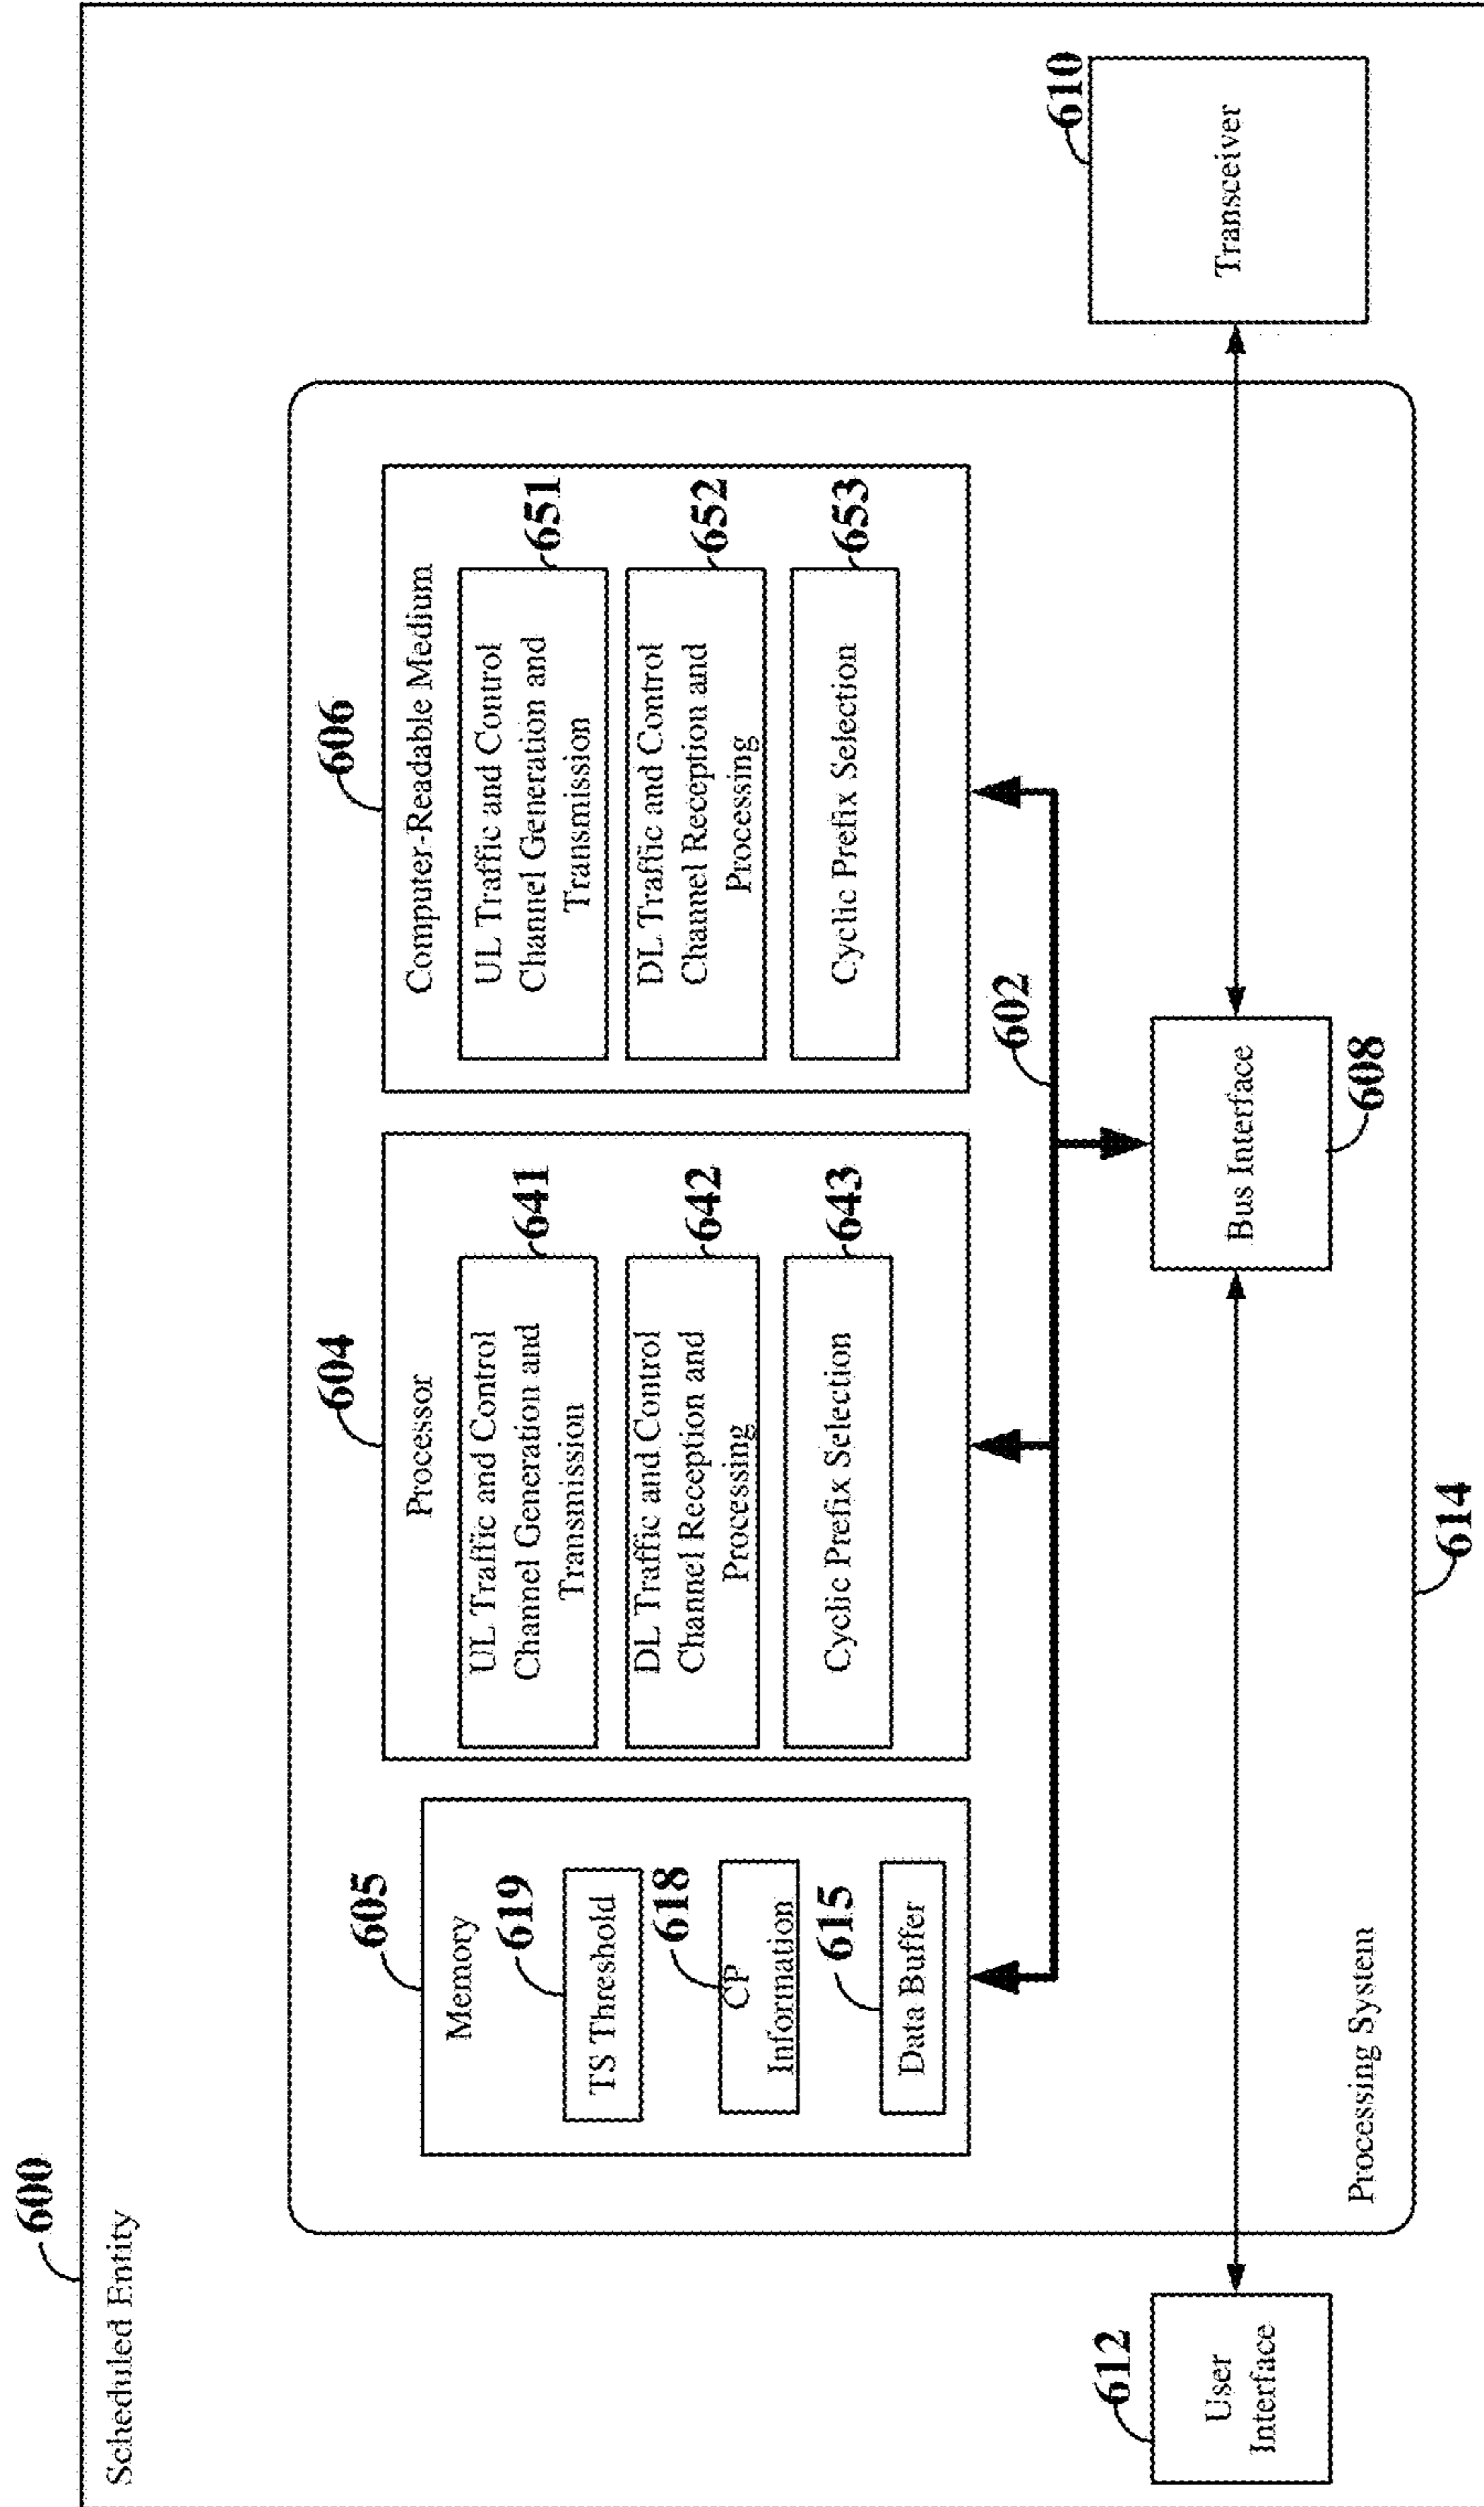 600
Scheduled Entity
605
Memory
619
TS Threshold
618
CP
Information
615
Data Buffer
604
Processor
641
UL Traffic and Control
Channel Generation and
Transmission
642
DL Traffic and Control
Channel Reception and
Processing
643
Cyclic Prefix Selection
606
Computer-Readable Medium
651
UL Traffic and Control
Channel Generation and
Transmission
652
DL Traffic and Control
Channel Reception and
Processing
653
Cyclic Prefix Selection
602
612
User
Interface
Bus Interface
608
610
Transceiver
Processing System
614